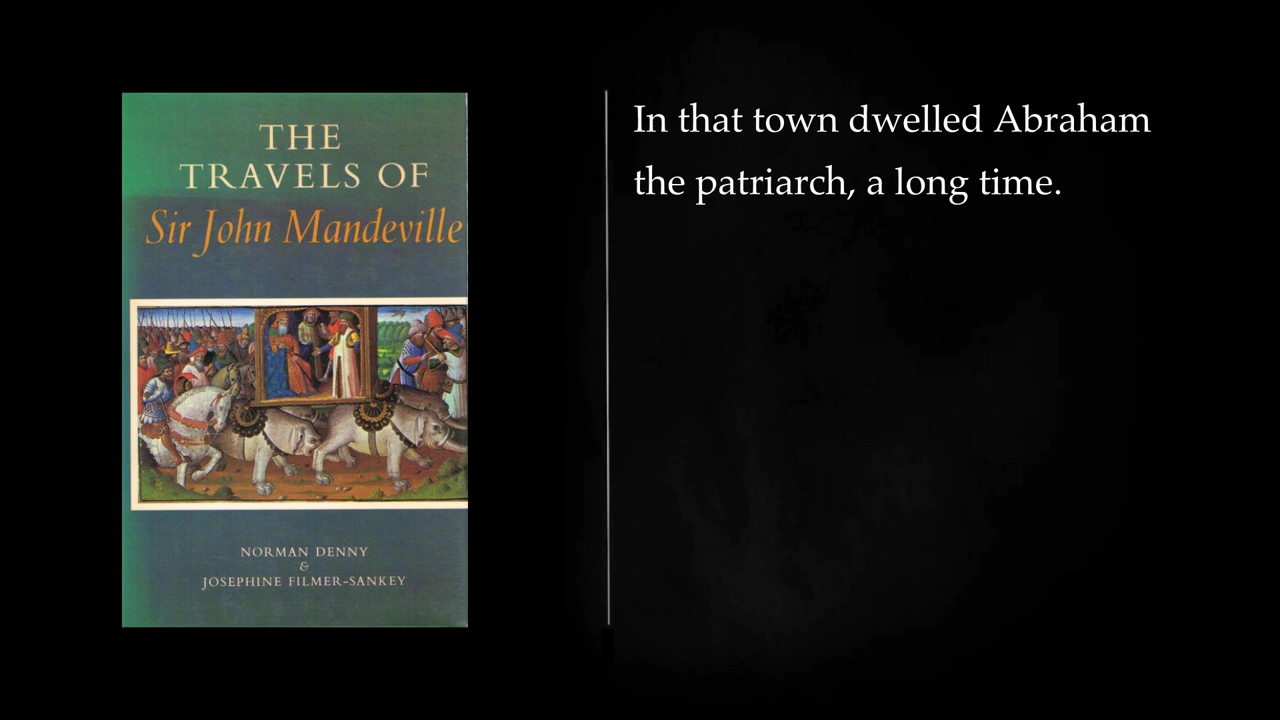 THE
TRAVELS OF
Sir John Mandeville
NORMAN DENNY
&
JOSEPHINE FILMER-SANKEY
In that town dwelled Abraham
the patriarch, a long time.